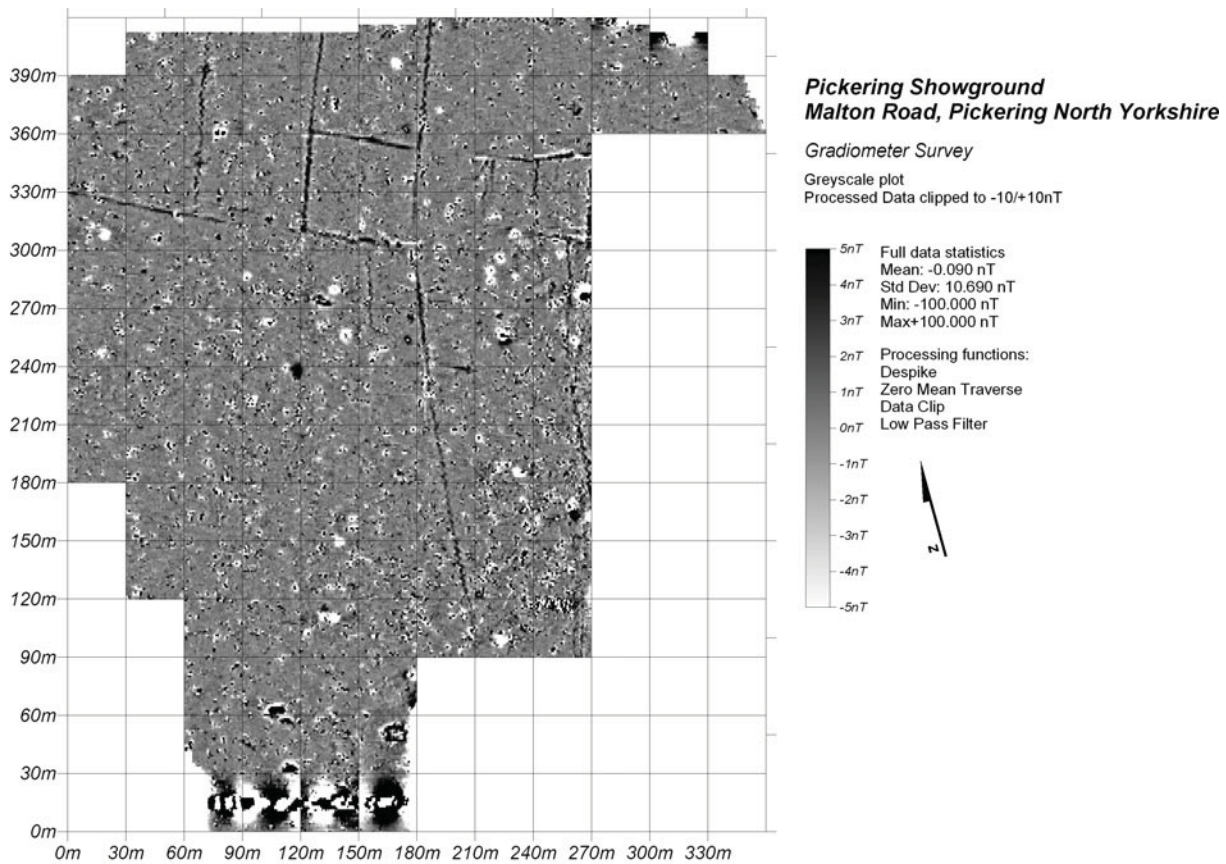 Pickering Showground
Malton Road, Pickering North Yorkshire
Gradiometer Survey
Greyscale plot
Processed Data clipped to -10/+10nT
5nT
4nT
3nT
2nT
1nT
0nT
-1nT
-2nT
-3nT
-4nT
-5nT
Full data statistics
Mean: -0.090 nT
Std Dev: 10.690 nT
Min: -100.000 nT
Max+100.000 nT
Processing functions:
Despike
Zero Mean Traverse
Data Clip
Low Pass Filter
N
390m
360m
330m
300m
270m
240m
210m
180m
150m
120m
90m
60m
30m
0m
0m 30m 60m 90m 120m 150m 180m 210m 240m 270m 300m 330m